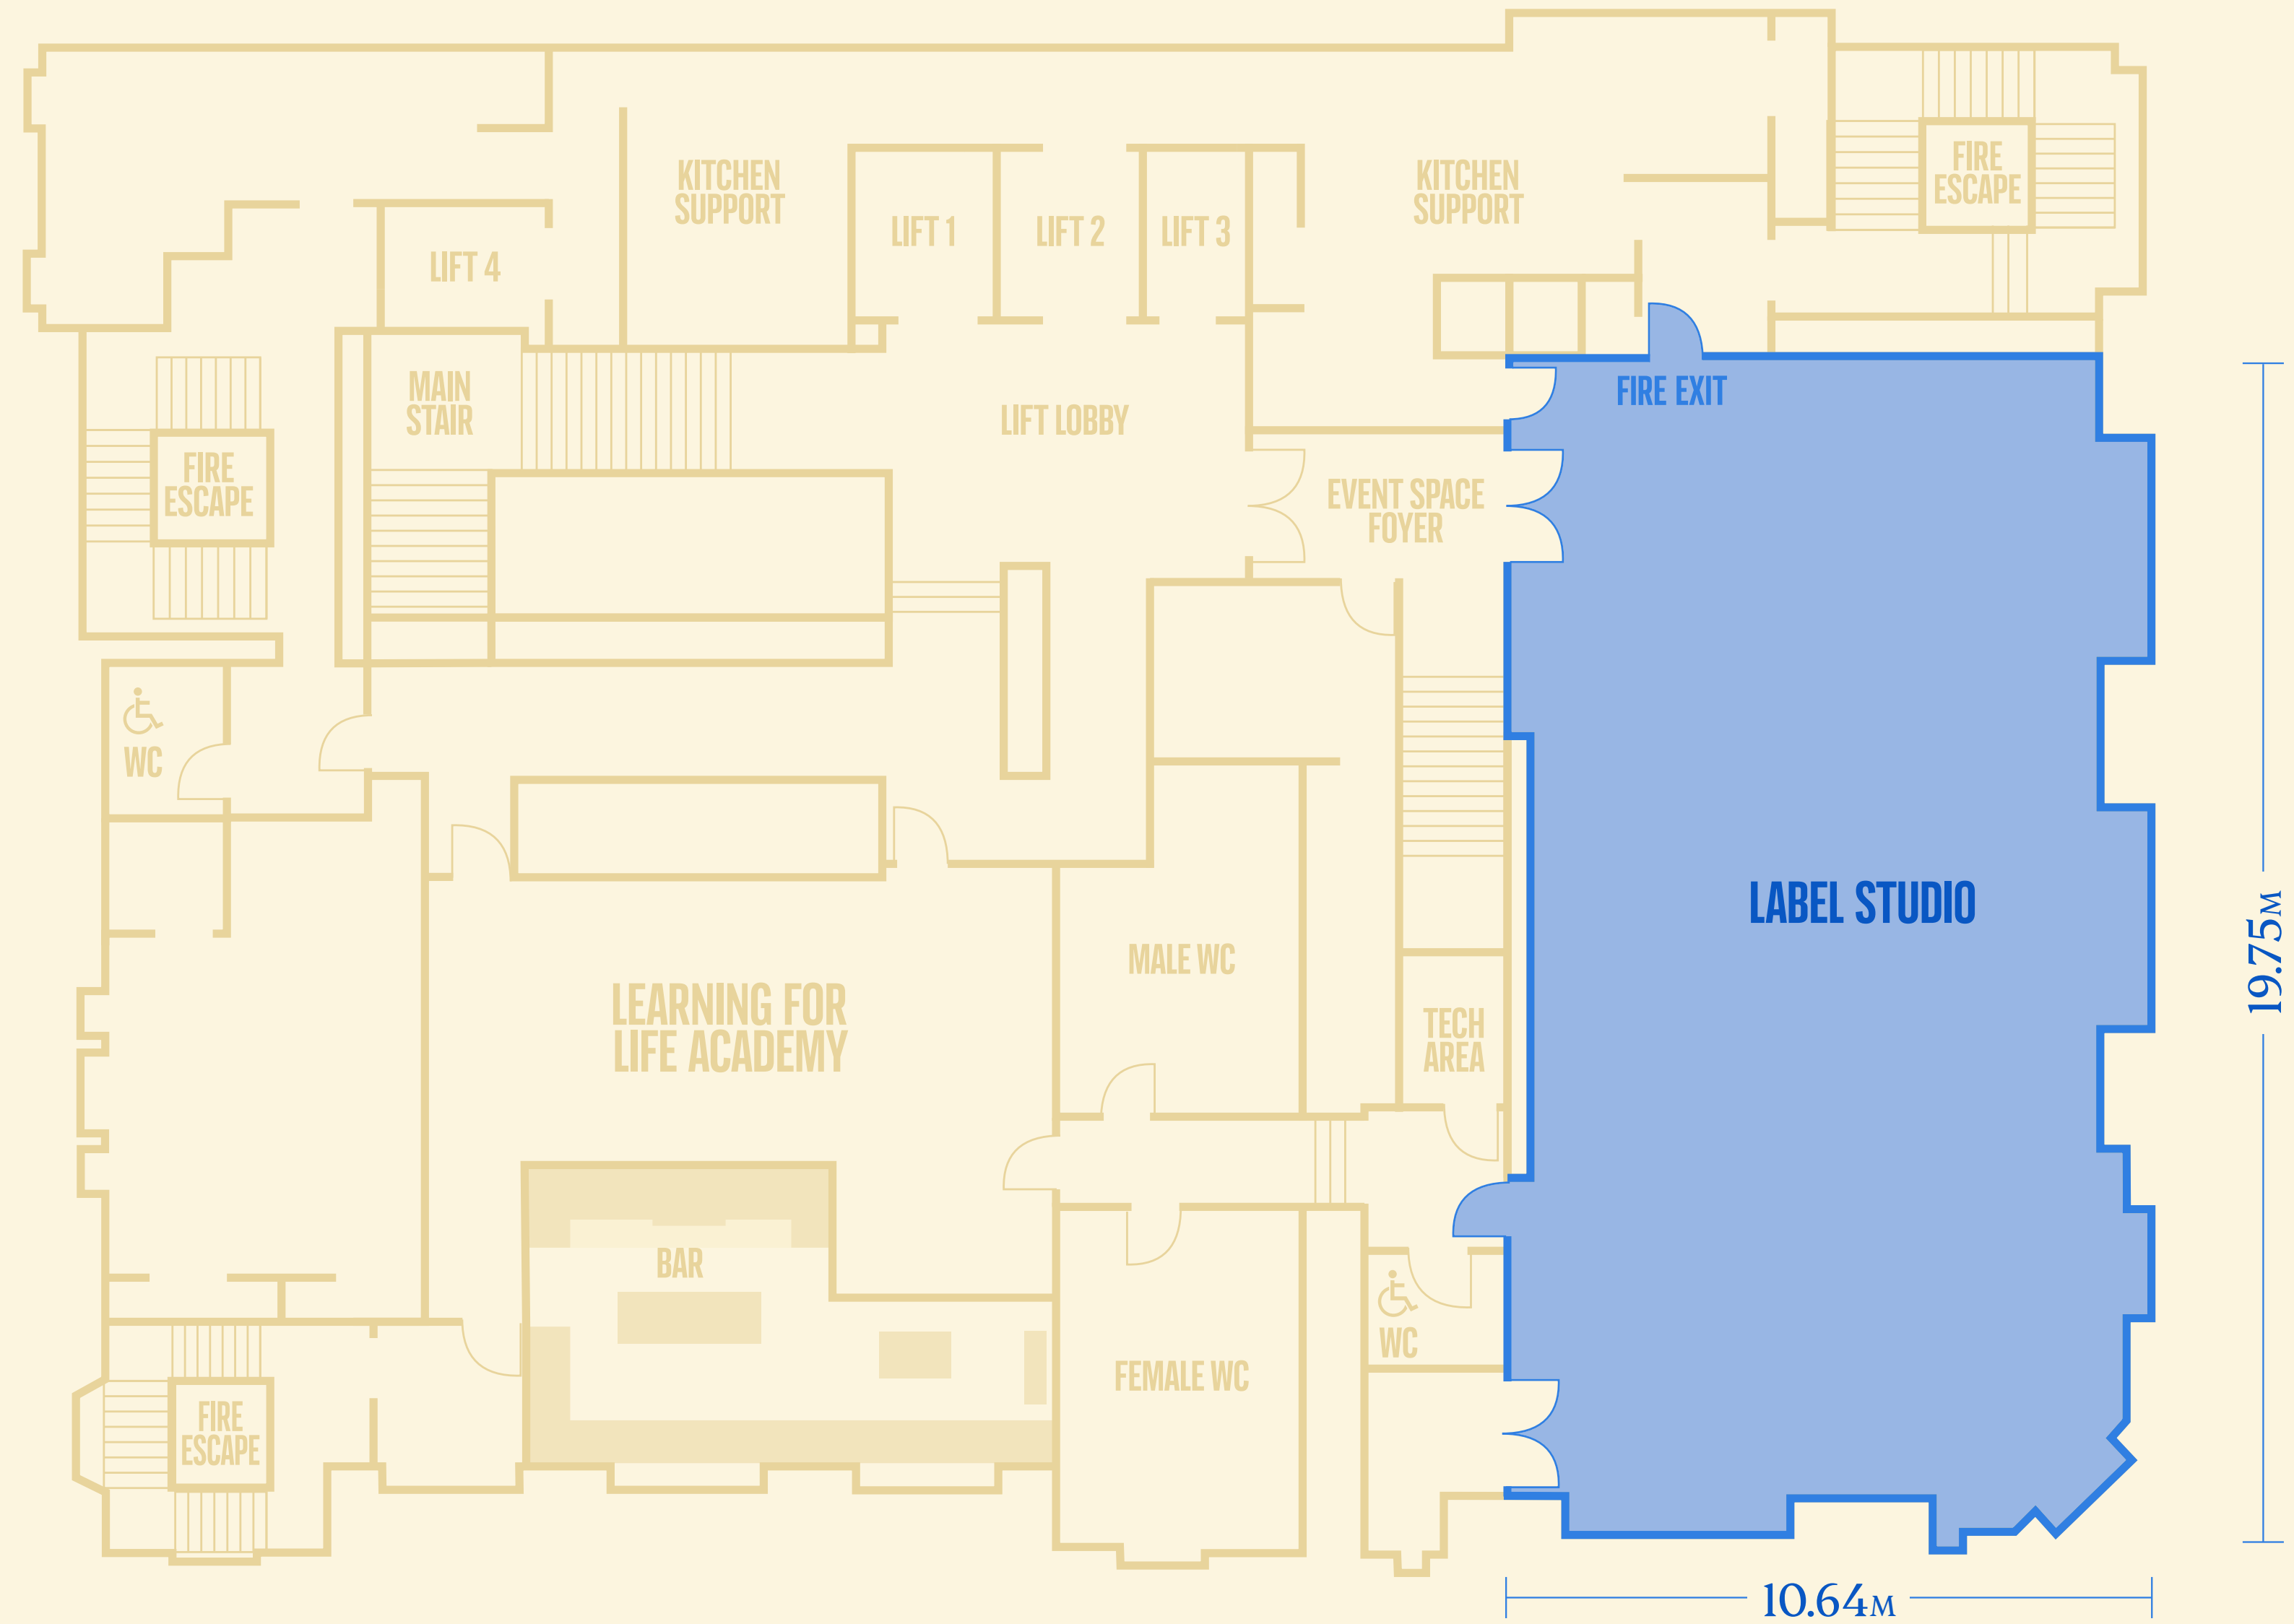 KITCHEN
SUPPORT
KITCHEN
SUPPORT
FIRE
ESCAPE
LIFT 1
LIFT 2
LIFT 3
LIFT 4
MAIN
STAIR
LIFT LOBBY
FIRE EXIT
FIRE
ESCAPE
EVENT SPACE
FOYER
WC
LABEL STUDIO
19.75M
MALE WC
LEARNING FOR
LIFE ACADEMY
TECH
AREA
BAR
WC
FEMALE WC
FIRE
ESCAPE
10.64M